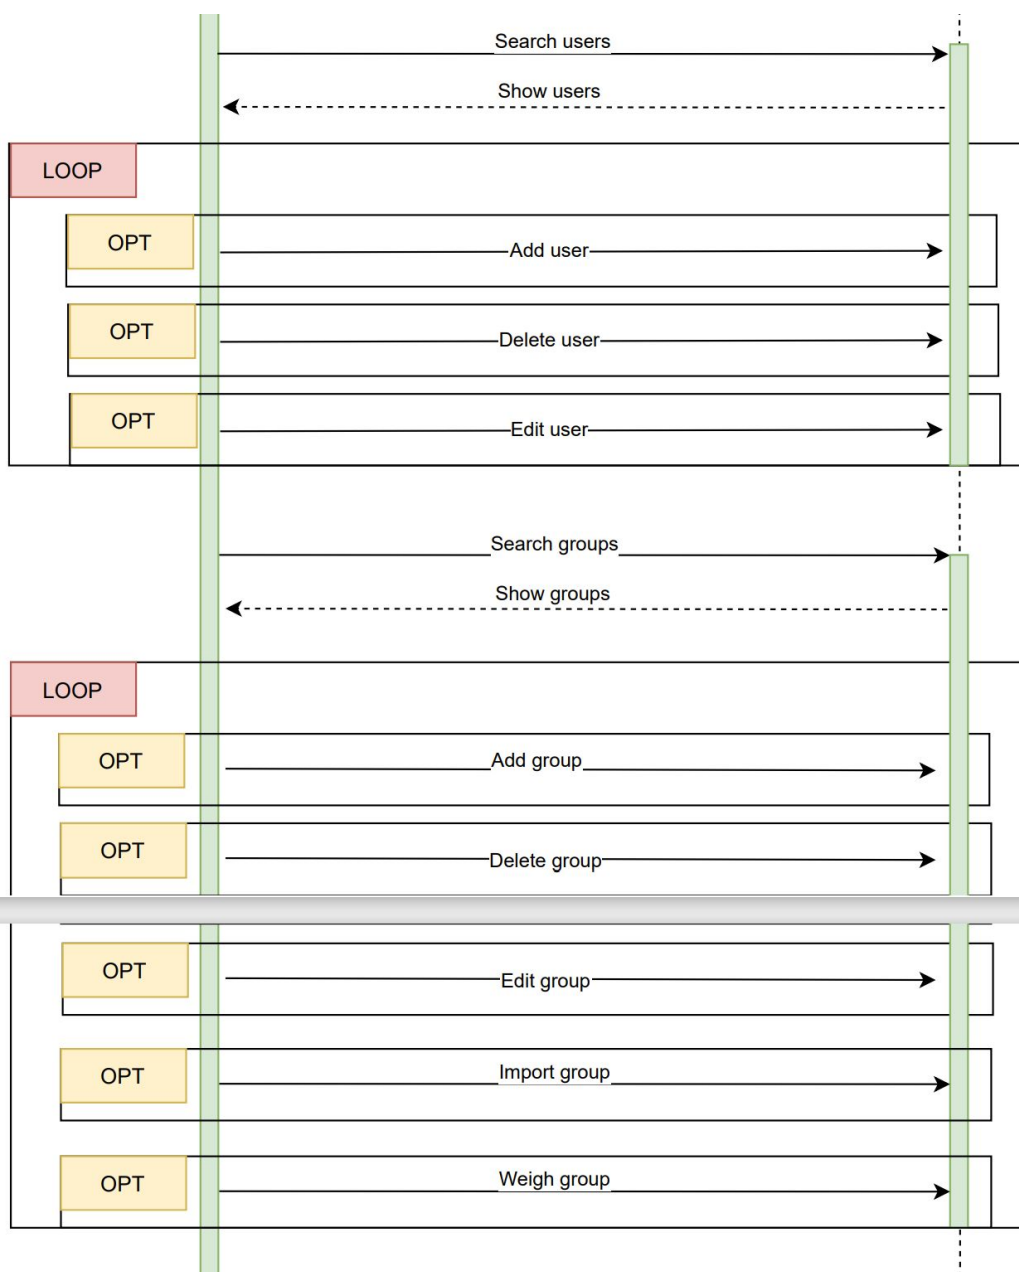 Search users
Show users
LOOP
OPT
Add user
OPT
Delete user
OPT
Edit user
Search groups
Show groups
LOOP
OPT
Add group
OPT
Delete group
OPT
Edit group
OPT
Import group
OPT
Weigh group